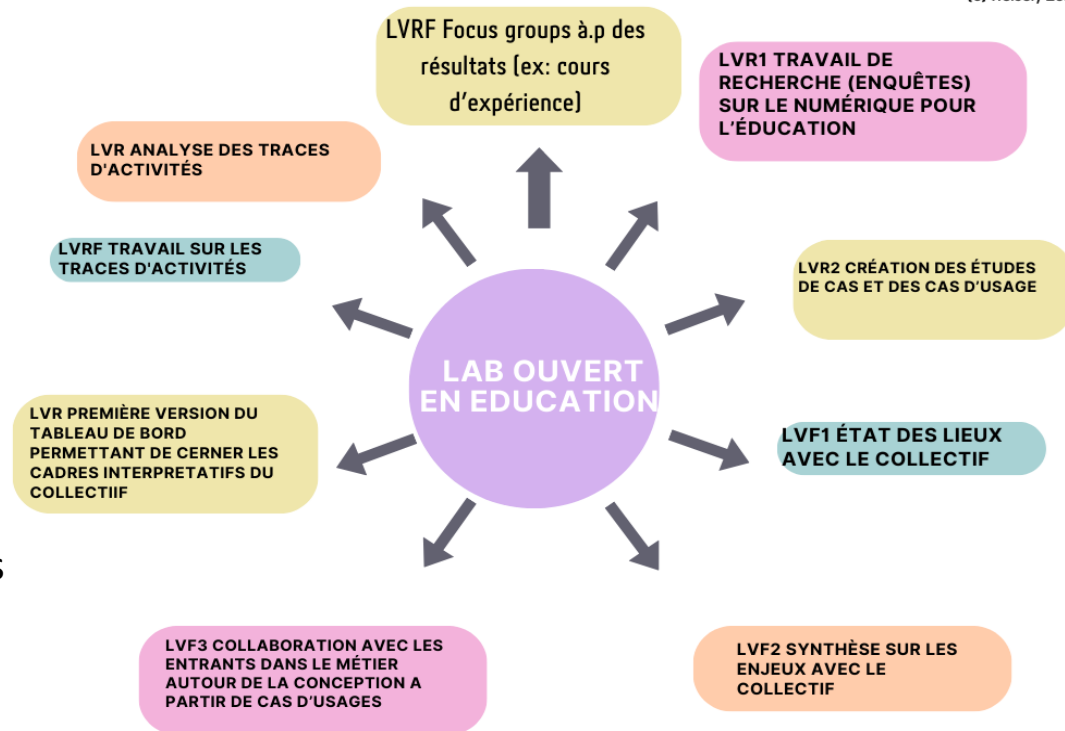 LVRF Focus groups à.p des
résultats (ex: cours
d'expérience)
LVR1 TRAVAIL DE
RECHERCHE (ENQUÊTES)
SUR LE NUMÉRIQUE POUR
L'ÉDUCATION
LVR ANALYSE DES TRACES
D'ACTIVITÉS
LVRF TRAVAIL SUR LES
TRACES D'ACTIVITÉS
LVR2 CRÉATION DES ÉTUDES
DE CAS ET DES CAS D'USAGE
LAB OUVERT
EN EDUCATION
LVR PREMIÈRE VERSION DU
TABLEAU DE BORD
PERMETTANT DE CERNER LES
CADRES INTERPRETATIFS DU
COLLECTIIF
LVF1 ÉTAT DES LIEUX
AVEC LE COLLECTIF
s
LVF3 COLLABORATION AVEC LES
ENTRANTS DANS LE MÉTIER
AUTOUR DE LA CONCEPTION A
PARTIR DE CAS D'USAGES
LVF2 SYNTHÈSE SUR LES
ENJEUX AVEC LE
COLLECTIF